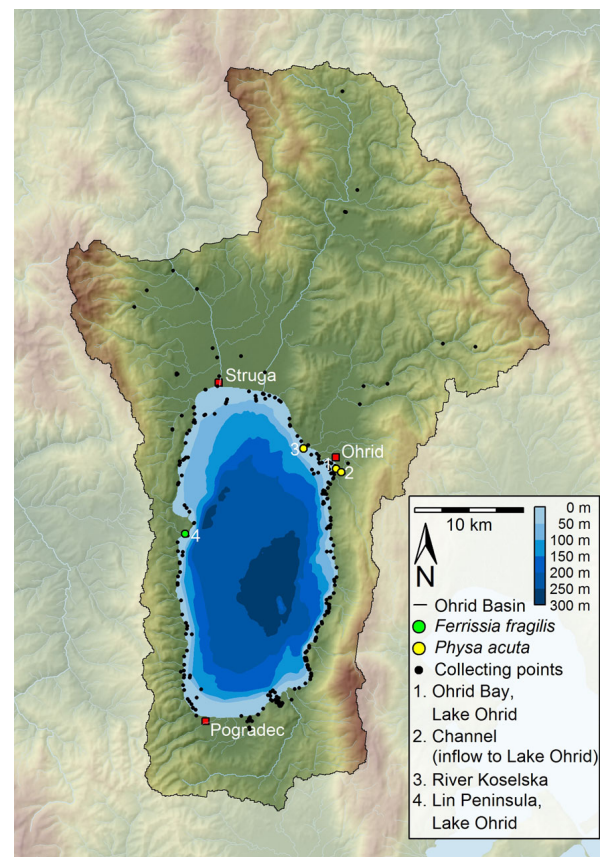 Struga
3
Ohrid
1
2
4
Pogradec
10 km
N
0 m
50 m
100 m
150 m
200 m
250 m
300 m
Ohrid Basin
Ferrissia fragilis
Physa acuta
Collecting points
1. Ohrid Bay,
Lake Ohrid
2. Channel
(inflow to Lake Ohrid)
3. River Koselska
4. Lin Peninsula,
Lake Ohrid